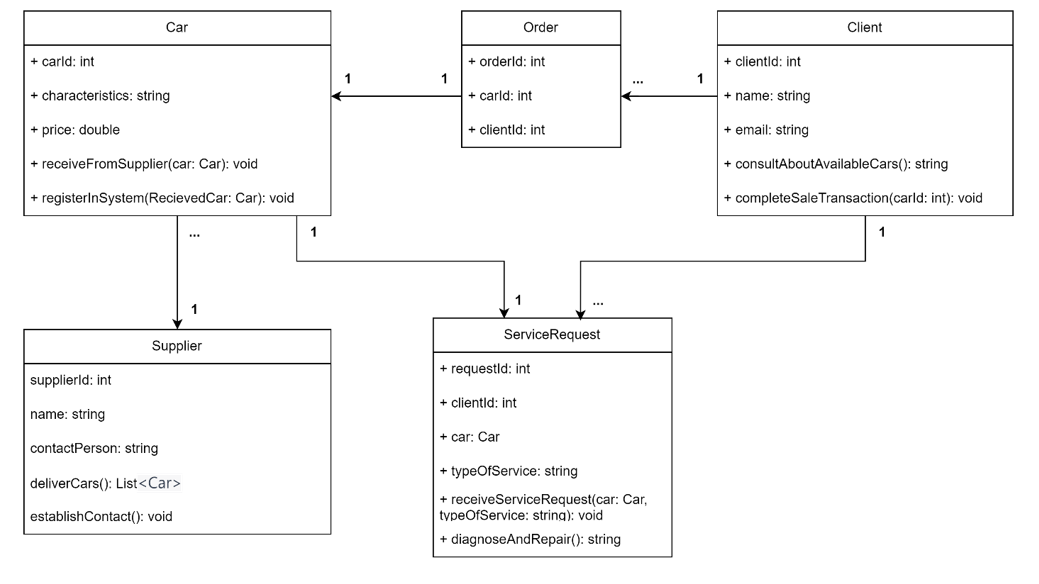 Car
+ carId: int
+ characteristics: string
+ price: double
+ receiveFromSupplier(car: Car): void
+ registerInSystem(RecievedCar: Car): void
1
1
Order
+ orderId: int
+ carId: int
+ clientId: int
...
1
Client
+ clientId: int
+ name: string
+ email: string
+ consultAboutAvailableCars(): string
+ completeSaleTransaction(carId: int): void
...
1
1
1
1
...
Supplier
supplierId: int
name: string
contactPerson: string
deliverCars(): List<Car>
establishContact(): void
ServiceRequest
+ requestId: int
+ clientId: int
+ car: Car
+ typeOfService: string
+ receiveServiceRequest(car: Car,
typeOfService: string): void
+ diagnoseAndRepair(): string